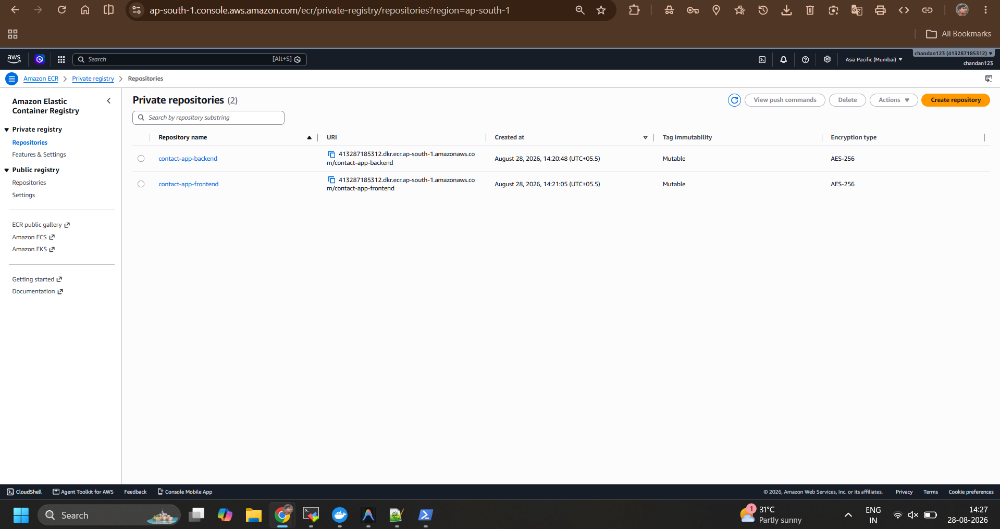 ap-south-1.console.aws.amazon.com/ecr/private-registry/repositories?region=ap-south-1
All Bookmarks
aws
Search
[Alt+S]
Asia Pacific (Mumbai)
chandan123 (413287185312)
chandan123
Amazon ECR
Private registry
Repositories
Amazon Elastic
Container Registry
Private registry
Repositories
Features & Settings
Public registry
Repositories
Settings
ECR public gallery
Amazon ECS
Amazon EKS
Getting started
Documentation
Private repositories (2)
View push commands
Delete
Actions
Create repository
Search by repository substring
Repository name
URI
Created at
Tag immutability
Encryption type
contact-app-backend
413287185312.dkr.ecr.ap-south-1.amazonaws.co
m/contact-app-backend
August 28, 2026, 14:20:48 (UTC+05.5)
Mutable
AES-256
contact-app-frontend
413287185312.dkr.ecr.ap-south-1.amazonaws.co
m/contact-app-frontend
August 28, 2026, 14:21:05 (UTC+05.5)
Mutable
AES-256
CloudShell
Agent Toolkit for AWS
Feedback
Console Mobile App
© 2026, Amazon Web Services, Inc. or its affiliates.
Privacy
Terms
Cookie preferences
Search
1
31°C
Partly sunny
ENG
IN
14:27
28-08-2026